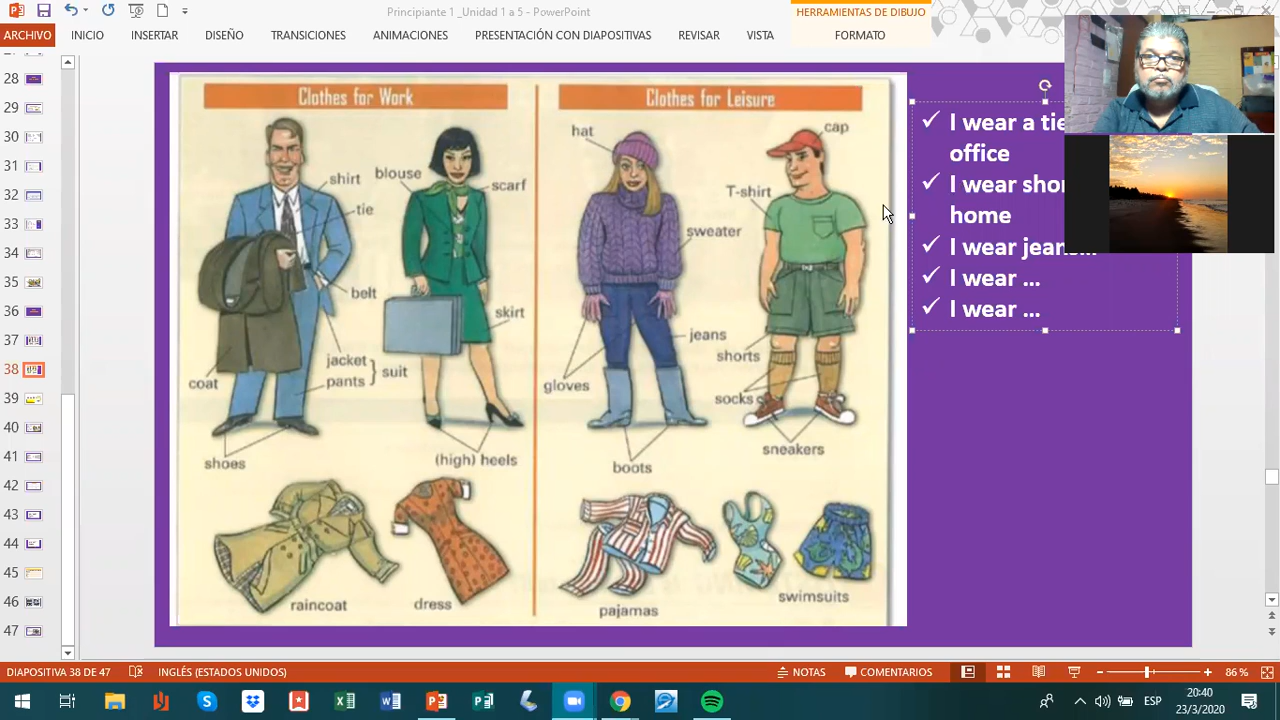 Principiante 1 _Unidad 1 a 5 - PowerPoint
HERRAMIENTAS DE DIBUJO
ARCHIVO INICIO INSERTAR DISEÑO TRANSICIONES ANIMACIONES PRESENTACIÓN CON DIAPOSITIVAS REVISAR VISTA FORMATO
28
29
30
31
32
33
34
35
36
37
38
39
40
41
42
43
44
45
46
47
Clothes for Work
shirt
tie
blouse
scarf
belt
skirt
jacket
pants
suit
coat
shoes
(high) heels
raincoat
dress
Clothes for Leisure
hat
cap
T-shirt
sweater
jeans
shorts
gloves
socks
sneakers
boots
pajamas
swimsuits
I wear a tie
office
I wear
home
I wear jeans...
I wear ...
I wear ...
DIAPOSITIVA 38 DE 47 INGLÉS (ESTADOS UNIDOS) NOTAS COMENTARIOS 86 %
ESP
20:40
23/3/2020